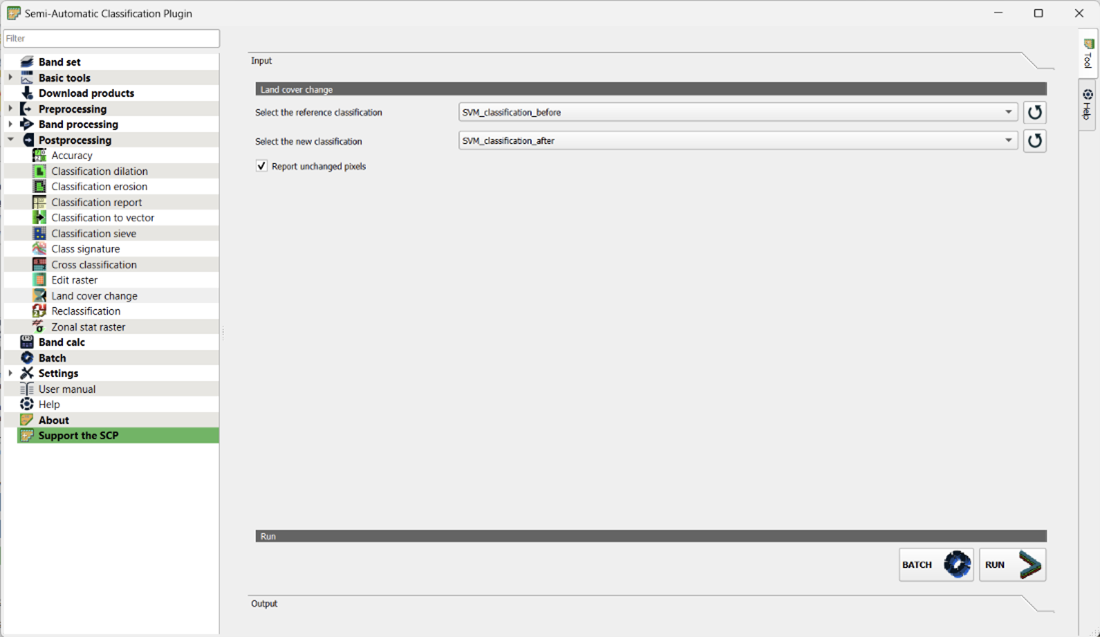 Semi-Automatic Classification Plugin
Filter
Band set
Basic tools
Download products
Preprocessing
Band processing
Postprocessing
Accuracy
Classification dilation
Classification erosion
Classification report
Classification to vector
Classification sieve
Class signature
Cross classification
Edit raster
Land cover change
Reclassification
Zonal stat raster
Band calc
Batch
Settings
User manual
Help
About
Support the SCP
Input
Land cover change
Select the reference classification
SVM_classification_before
Select the new classification
SVM_classification_after
Report unchanged pixels
Run
BATCH
RUN
Output
Tool
Help